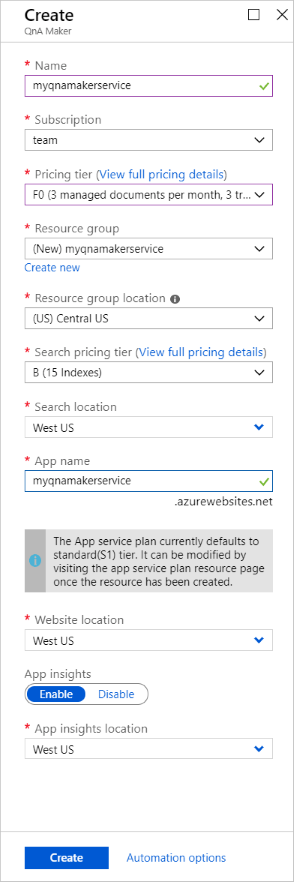 Create
QnA Maker
* Name
myqnamakerservice
* Subscription
team
* Pricing tier (View full pricing details)
F0 (3 managed documents per month, 3 tr...
* Resource group
(New) myqnamakerservice
Create new
* Resource group location
(US) Central US
* Search pricing tier (View full pricing details)
B (15 Indexes)
* Search location
West US
* App name
myqnamakerservice
.azurewebsites.net
The App service plan currently defaults to
standard(S1) tier. It can be modified by
visiting the app service plan resource page
once the resource has been created.
* Website location
West US
App insights
Enable Disable
* App insights location
West US
Create Automation options